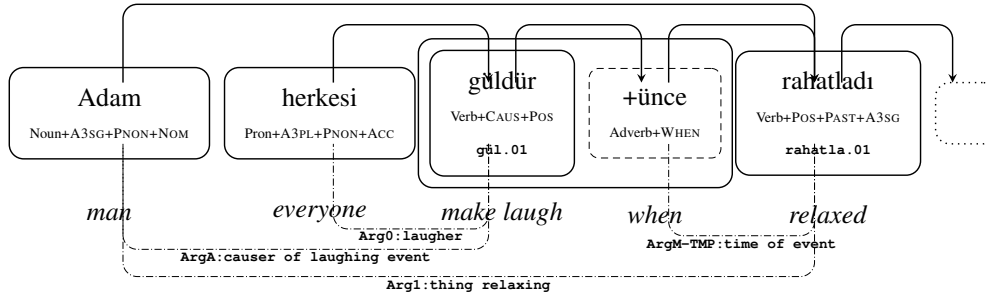 Adam herkesi güldür +ünce rahatladı
Noun+A3SG+PNON+NOM Pron+A3PL+PNON+ACC Verb+CAUS+POS Adverb+WHEN Verb+POS+PAST+A3SG
gül.01 rahatla.01
man everyone make laugh when relaxed
Arg0:laugher
ArgM-TMP:time of event
ArgA:causer of laughing event
Arg1:thing relaxing